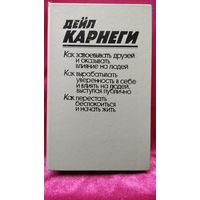 ДЕЙЛ
КАРНЕГИ
Как завоевывать друзей
и оказывать
влияние на людей
Как вырабатывать
уверенность в себе
и влиять на людей,
выступая публично
Как перестать
беспокоиться
и начать жить